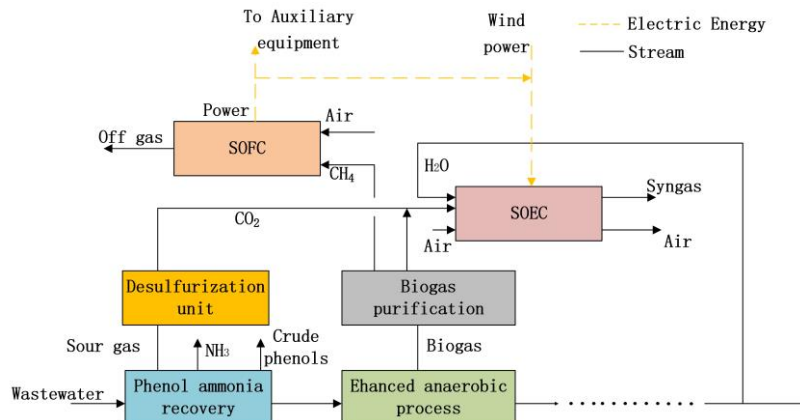 To Auxiliary
equipment
Wind
power
Electric Energy
Stream
Power
Air
Off gas
SOFC
CH₄
H₂O
Syngas
SOEC
CO₂
Air
Air
Desulfurization
unit
Biogas
purification
Sour gas
NH₃
Crude
phenols
Biogas
Wastewater
Phenol ammonia
recovery
Ehanced anaerobic
process